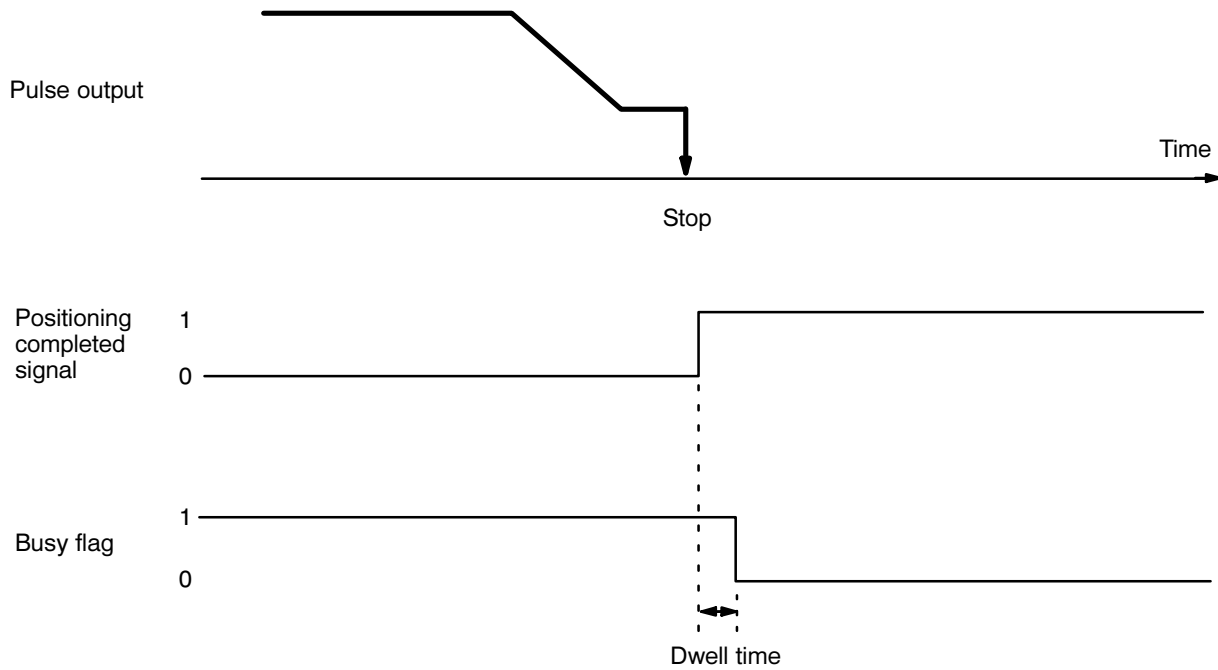 Pulse output
Time
Stop
Positioning
completed
signal
1
0
Busy flag
1
0
Dwell time